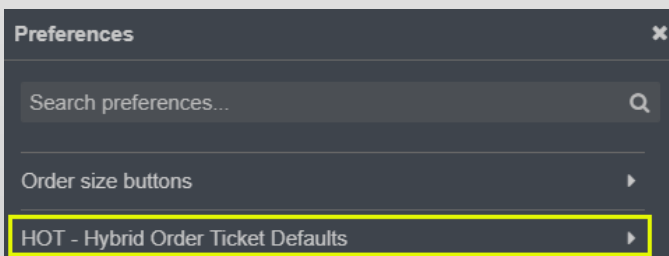 Preferences
Search preferences...
Order size buttons
HOT - Hybrid Order Ticket Defaults